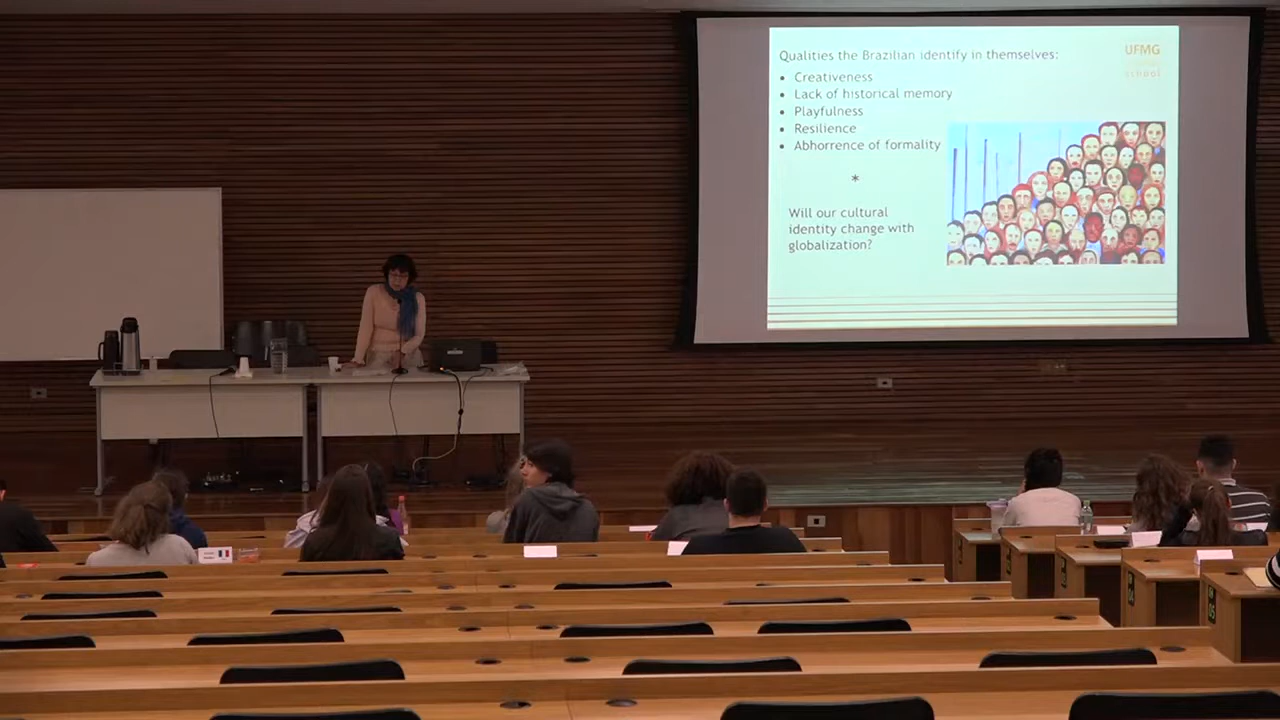 Qualities the Brazilian identify in themselves:
• Creativeness
• Lack of historical memory
• Playfulness
• Resilience
• Abhorrence of formality
*
Will our cultural
identity change with
globalization?
UFMG
school